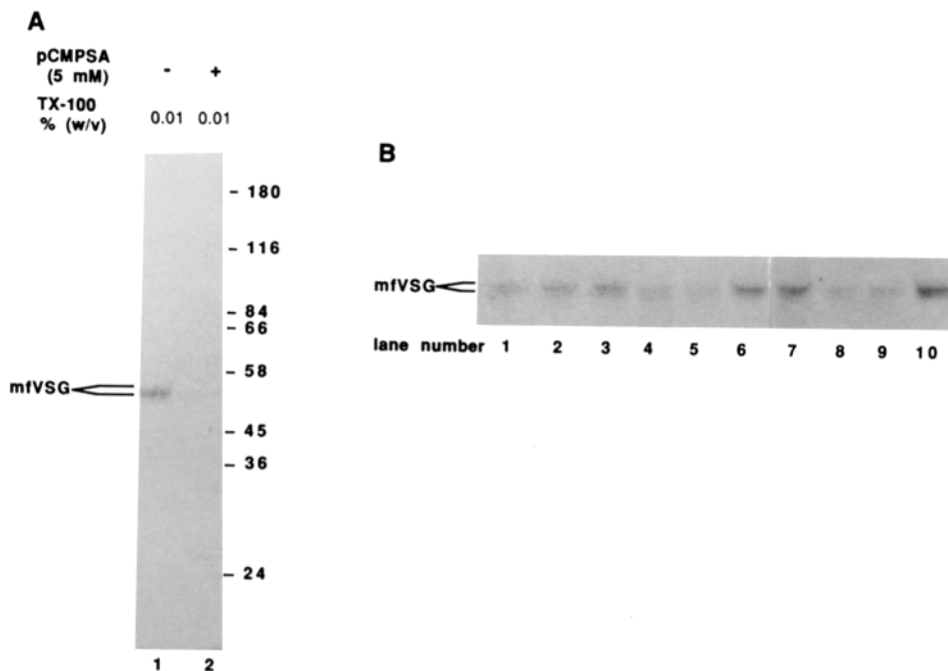 A
pCMPSA
(5 mM) - +
TX-100
% (w/v) 0.01 0.01
- 180
- 116
- 84
- 66
- 58
mfVSG
- 45
- 36
- 24
1 2
B
mfVSG
lane number 1 2 3 4 5 6 7 8 9 10